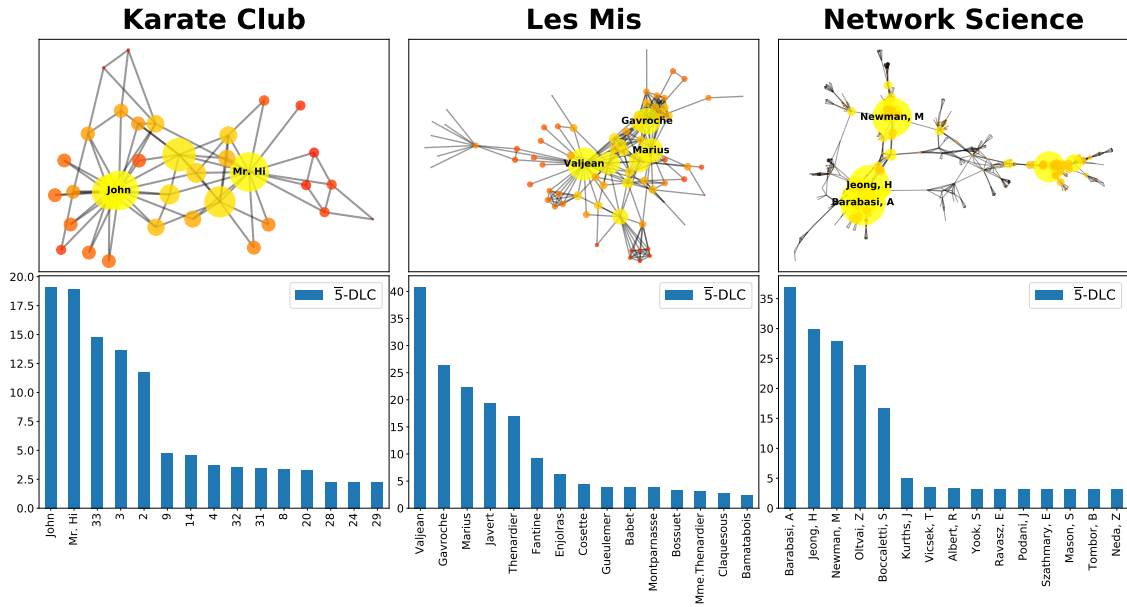 Karate Club
Les Mis
Network Science
John
Mr. Hi
Gavroche
Marius
Valjean
Newman, M
Jeong, H
Barabasi, A
20.0
17.5
15.0
12.5
10.0
7.5
5.0
2.5
0.0
5̅-DLC
John
Mr. Hi
33
3
2
9
14
4
32
31
8
20
28
24
29
40
35
30
25
20
15
10
5
0
5̅-DLC
Valjean
Gavroche
Marius
Javert
Thenardier
Fantine
Enjolras
Cosette
Gueulemer
Babet
Montparnasse
Bossuet
Mme.Thenardier
Claquesous
Bamatabois
35
30
25
20
15
10
5
0
5̅-DLC
Barabasi, A
Jeong, H
Newman, M
Oltvai, Z
Boccaletti, S
Kurths, J
Vicsek, T
Albert, R
Yook, S
Ravasz, E
Podani, J
Szathmary, E
Mason, S
Tombor, B
Neda, Z